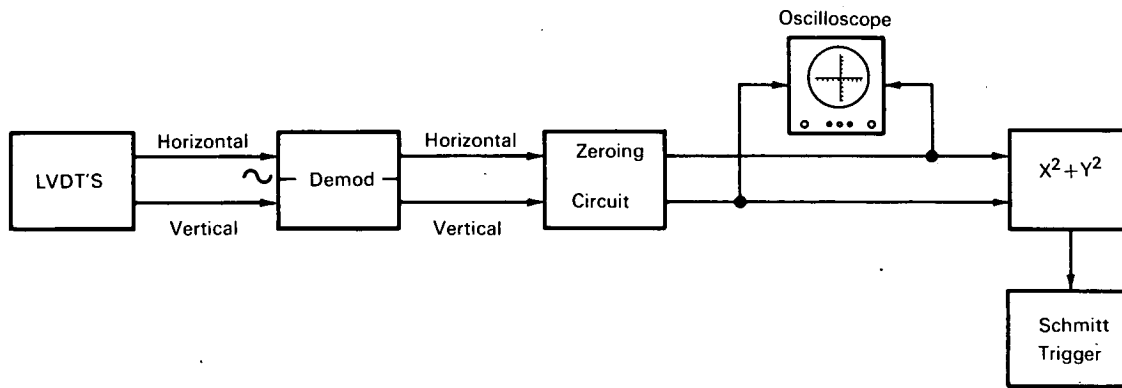 Oscilloscope
LVDT'S
Horizontal
Vertical
Demod
Horizontal
Vertical
Zeroing
Circuit
X²+Y²
Schmitt
Trigger